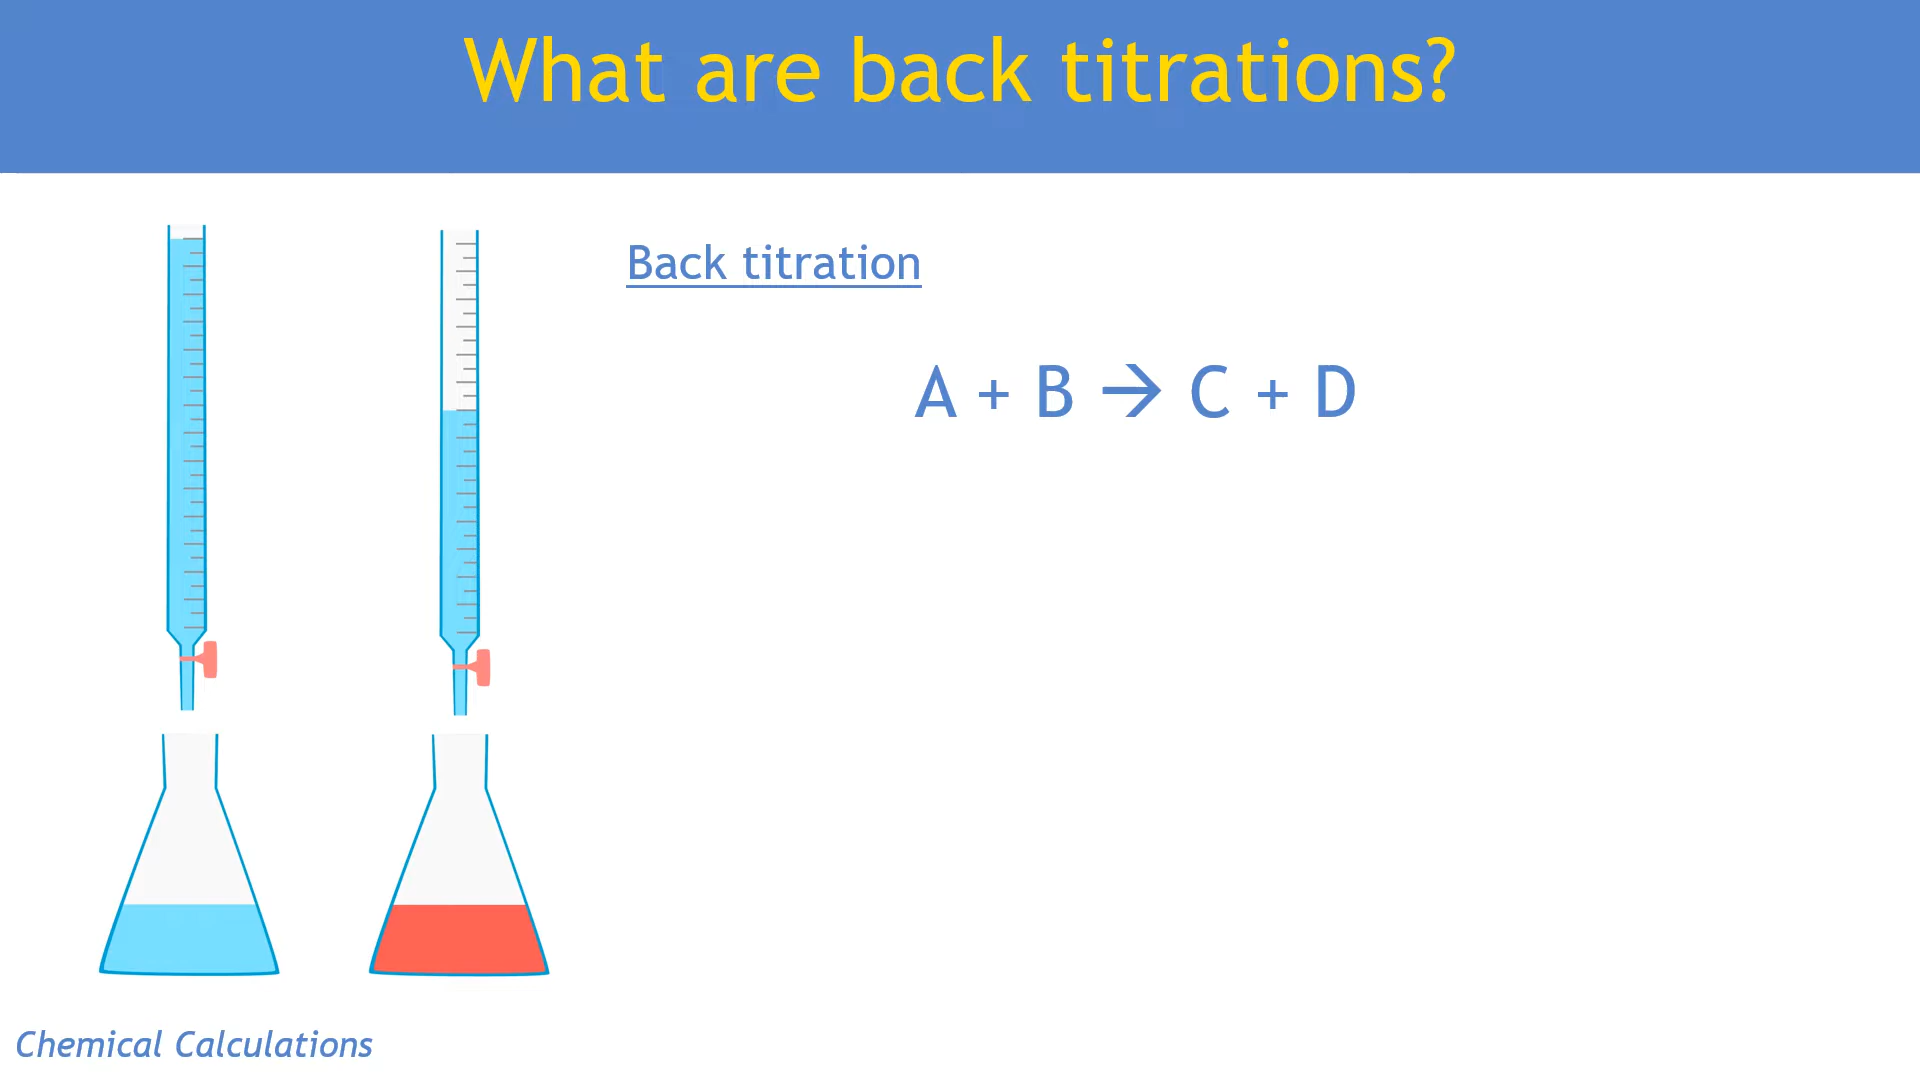 What are back titrations?
Back titration
A + B → C + D
Chemical Calculations